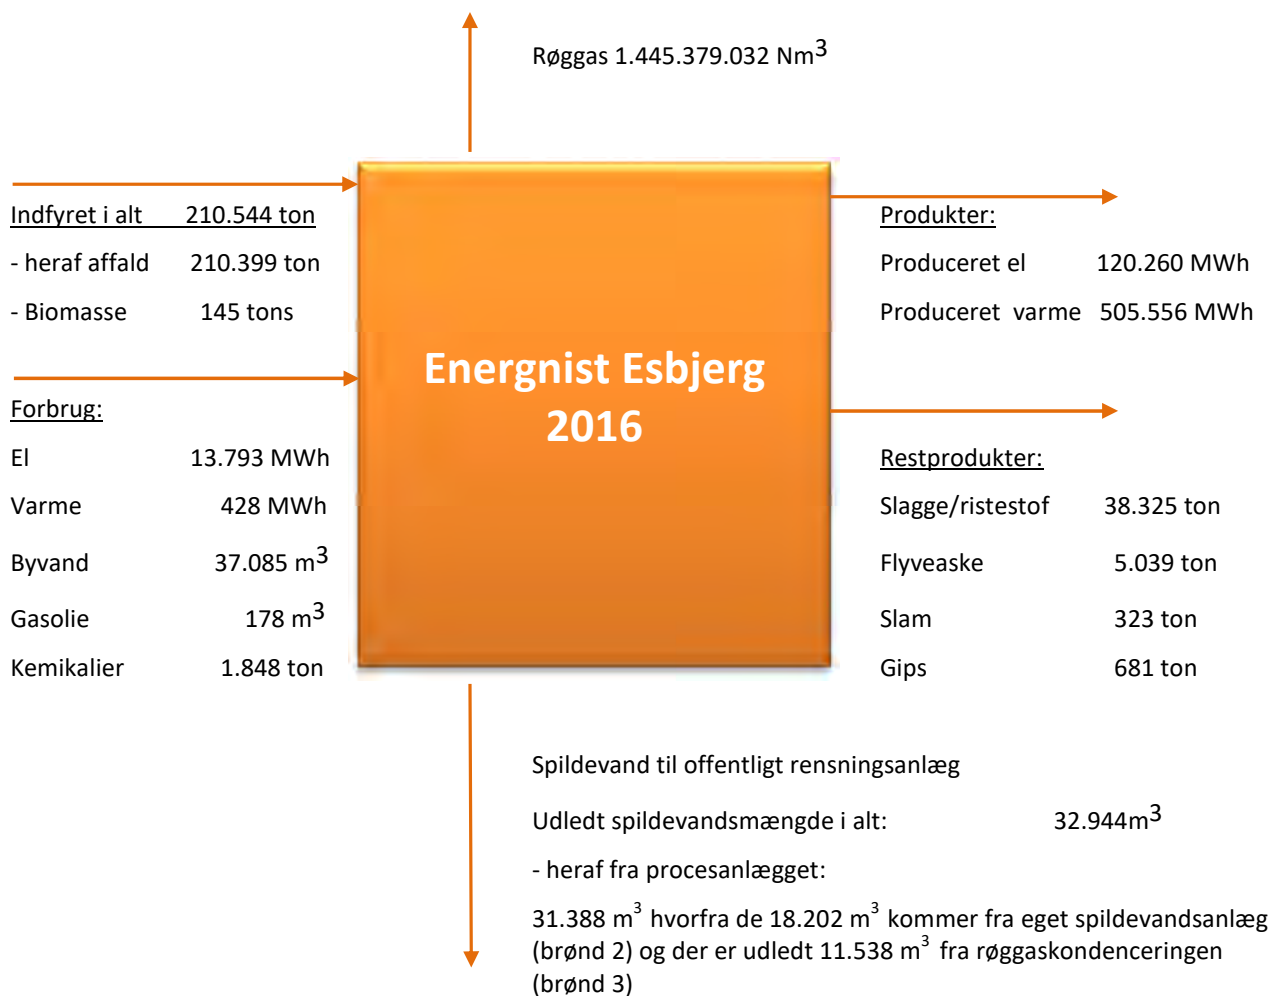 Røggas 1.445.379.032 Nm³
Indfyret i alt 210.544 ton
- heraf affald 210.399 ton
- Biomasse 145 tons
Forbrug:
El 13.793 MWh
Varme 428 MWh
Byvand 37.085 m³
Gasolie 178 m³
Kemikalier 1.848 ton
Energnist Esbjerg
2016
Produkter:
Produceret el 120.260 MWh
Produceret varme 505.556 MWh
Restprodukter:
Slagge/ristestof 38.325 ton
Flyveaske 5.039 ton
Slam 323 ton
Gips 681 ton
Spildevand til offentligt rensningsanlæg
Udledt spildevandsmængde i alt: 32.944m³
- heraf fra procesanlægget:
31.388 m³ hvorfra de 18.202 m³ kommer fra eget spildevandsanlæg
(brønd 2) og der er udledt 11.538 m³ fra røggaskondenceringen
(brønd 3)